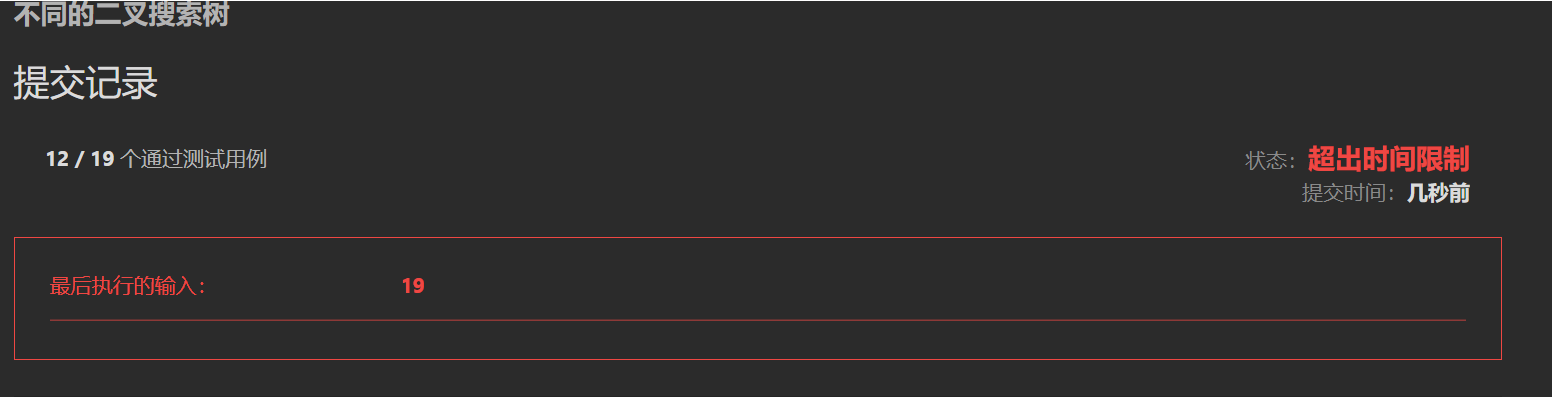 不同的二叉搜索树
提交记录
12 / 19 个通过测试用例
状态：超出时间限制
提交时间：几秒前
最后执行的输入： 19